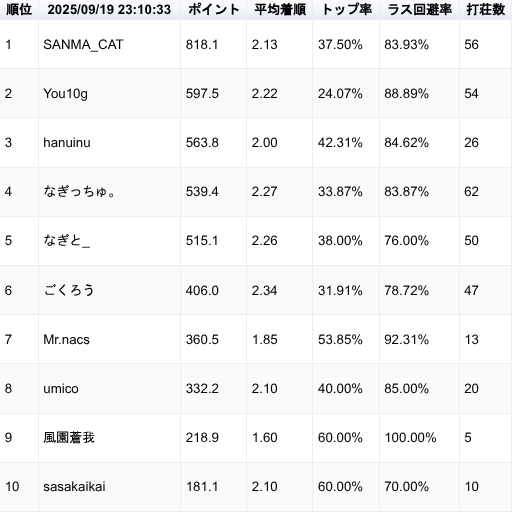 順位 2025/09/19 23:10:33 ポイント 平均着順 トップ率 ラス回避率 打荘数
1 SANMA_CAT 818.1 2.13 37.50% 83.93% 56
2 You10g 597.5 2.22 24.07% 88.89% 54
3 hanuinu 563.8 2.00 42.31% 84.62% 26
4 なぎっちゅ。 539.4 2.27 33.87% 83.87% 62
5 なぎと_ 515.1 2.26 38.00% 76.00% 50
6 ごくろう 406.0 2.34 31.91% 78.72% 47
7 Mr.nacs 360.5 1.85 53.85% 92.31% 13
8 umico 332.2 2.10 40.00% 85.00% 20
9 風園蒼我 218.9 1.60 60.00% 100.00% 5
10 sasakaikai 181.1 2.10 60.00% 70.00% 10